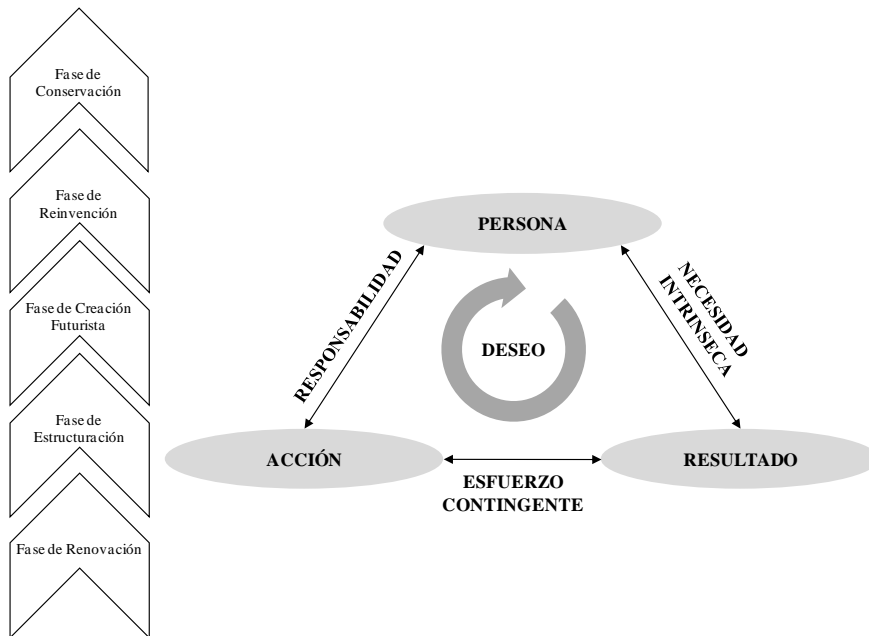 Fase de
Conservación
Fase de
Reinvención
Fase de Creación
Futurista
Fase de
Estructuración
Fase de Renovación
PERSONA
RESPONSABILIDAD
NECESIDAD
INTRINSECA
DESEO
ACCIÓN
RESULTADO
ESFUERZO
CONTINGENTE